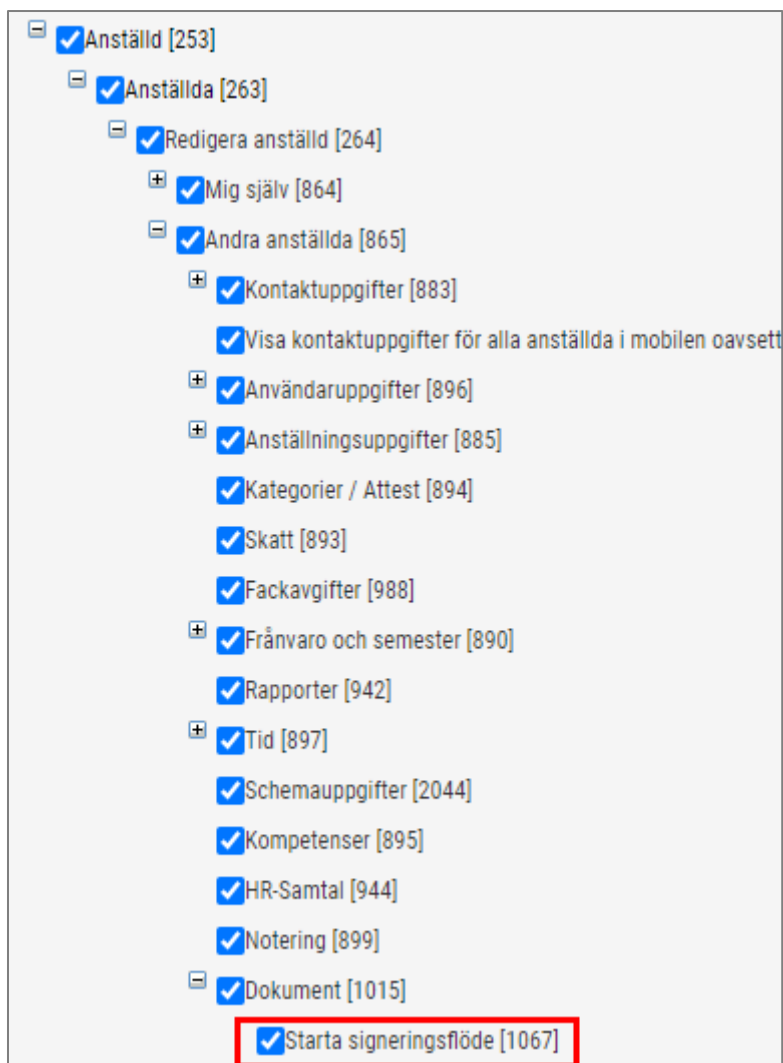 Anställd [253]
Anställda [263]
Redigera anställd [264]
Mig själv [864]
Andra anställda [865]
Kontaktuppgifter [883]
Visa kontaktuppgifter för alla anställda i mobilen oavsett
Användaruppgifter [896]
Anställningsuppgifter [885]
Kategorier / Attest [894]
Skatt [893]
Fackavgifter [988]
Frånvaro och semester [890]
Rapporter [942]
Tid [897]
Schemauppgifter [2044]
Kompetenser [895]
HR-Samtal [944]
Notering [899]
Dokument [1015]
Starta signeringsflöde [1067]